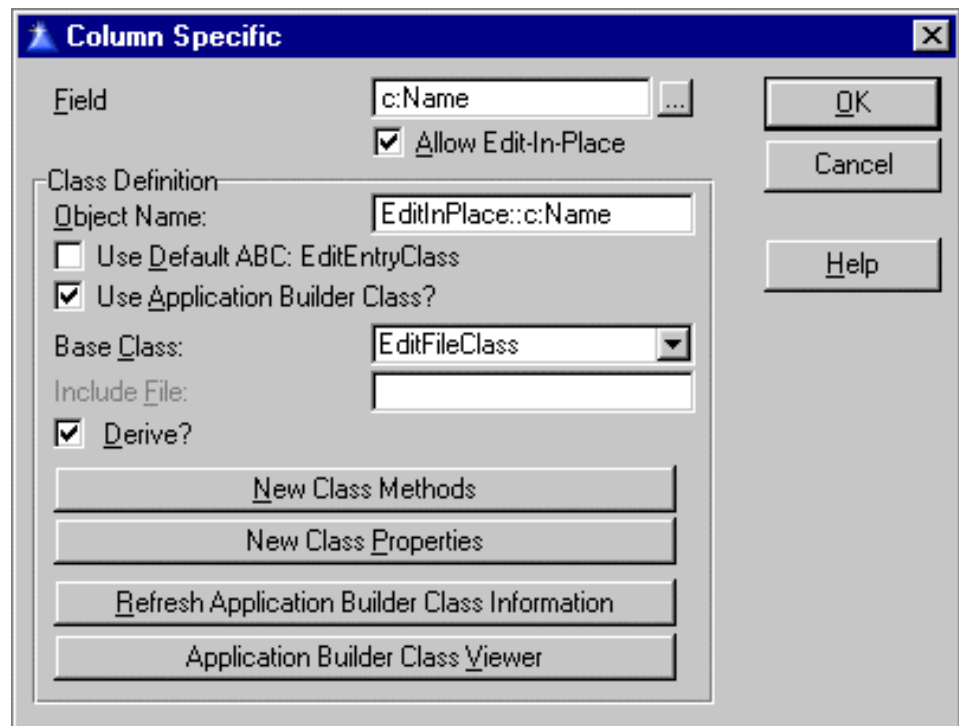 Column Specific
Field c:Name ... OK
Allow Edit-In-Place
Cancel
Class Definition
Object Name: EditInPlace::c:Name
Use Default ABC: EditEntryClass
Help
Use Application Builder Class?
Base Class: EditFileClass
Include File:
Derive?
New Class Methods
New Class Properties
Refresh Application Builder Class Information
Application Builder Class Viewer